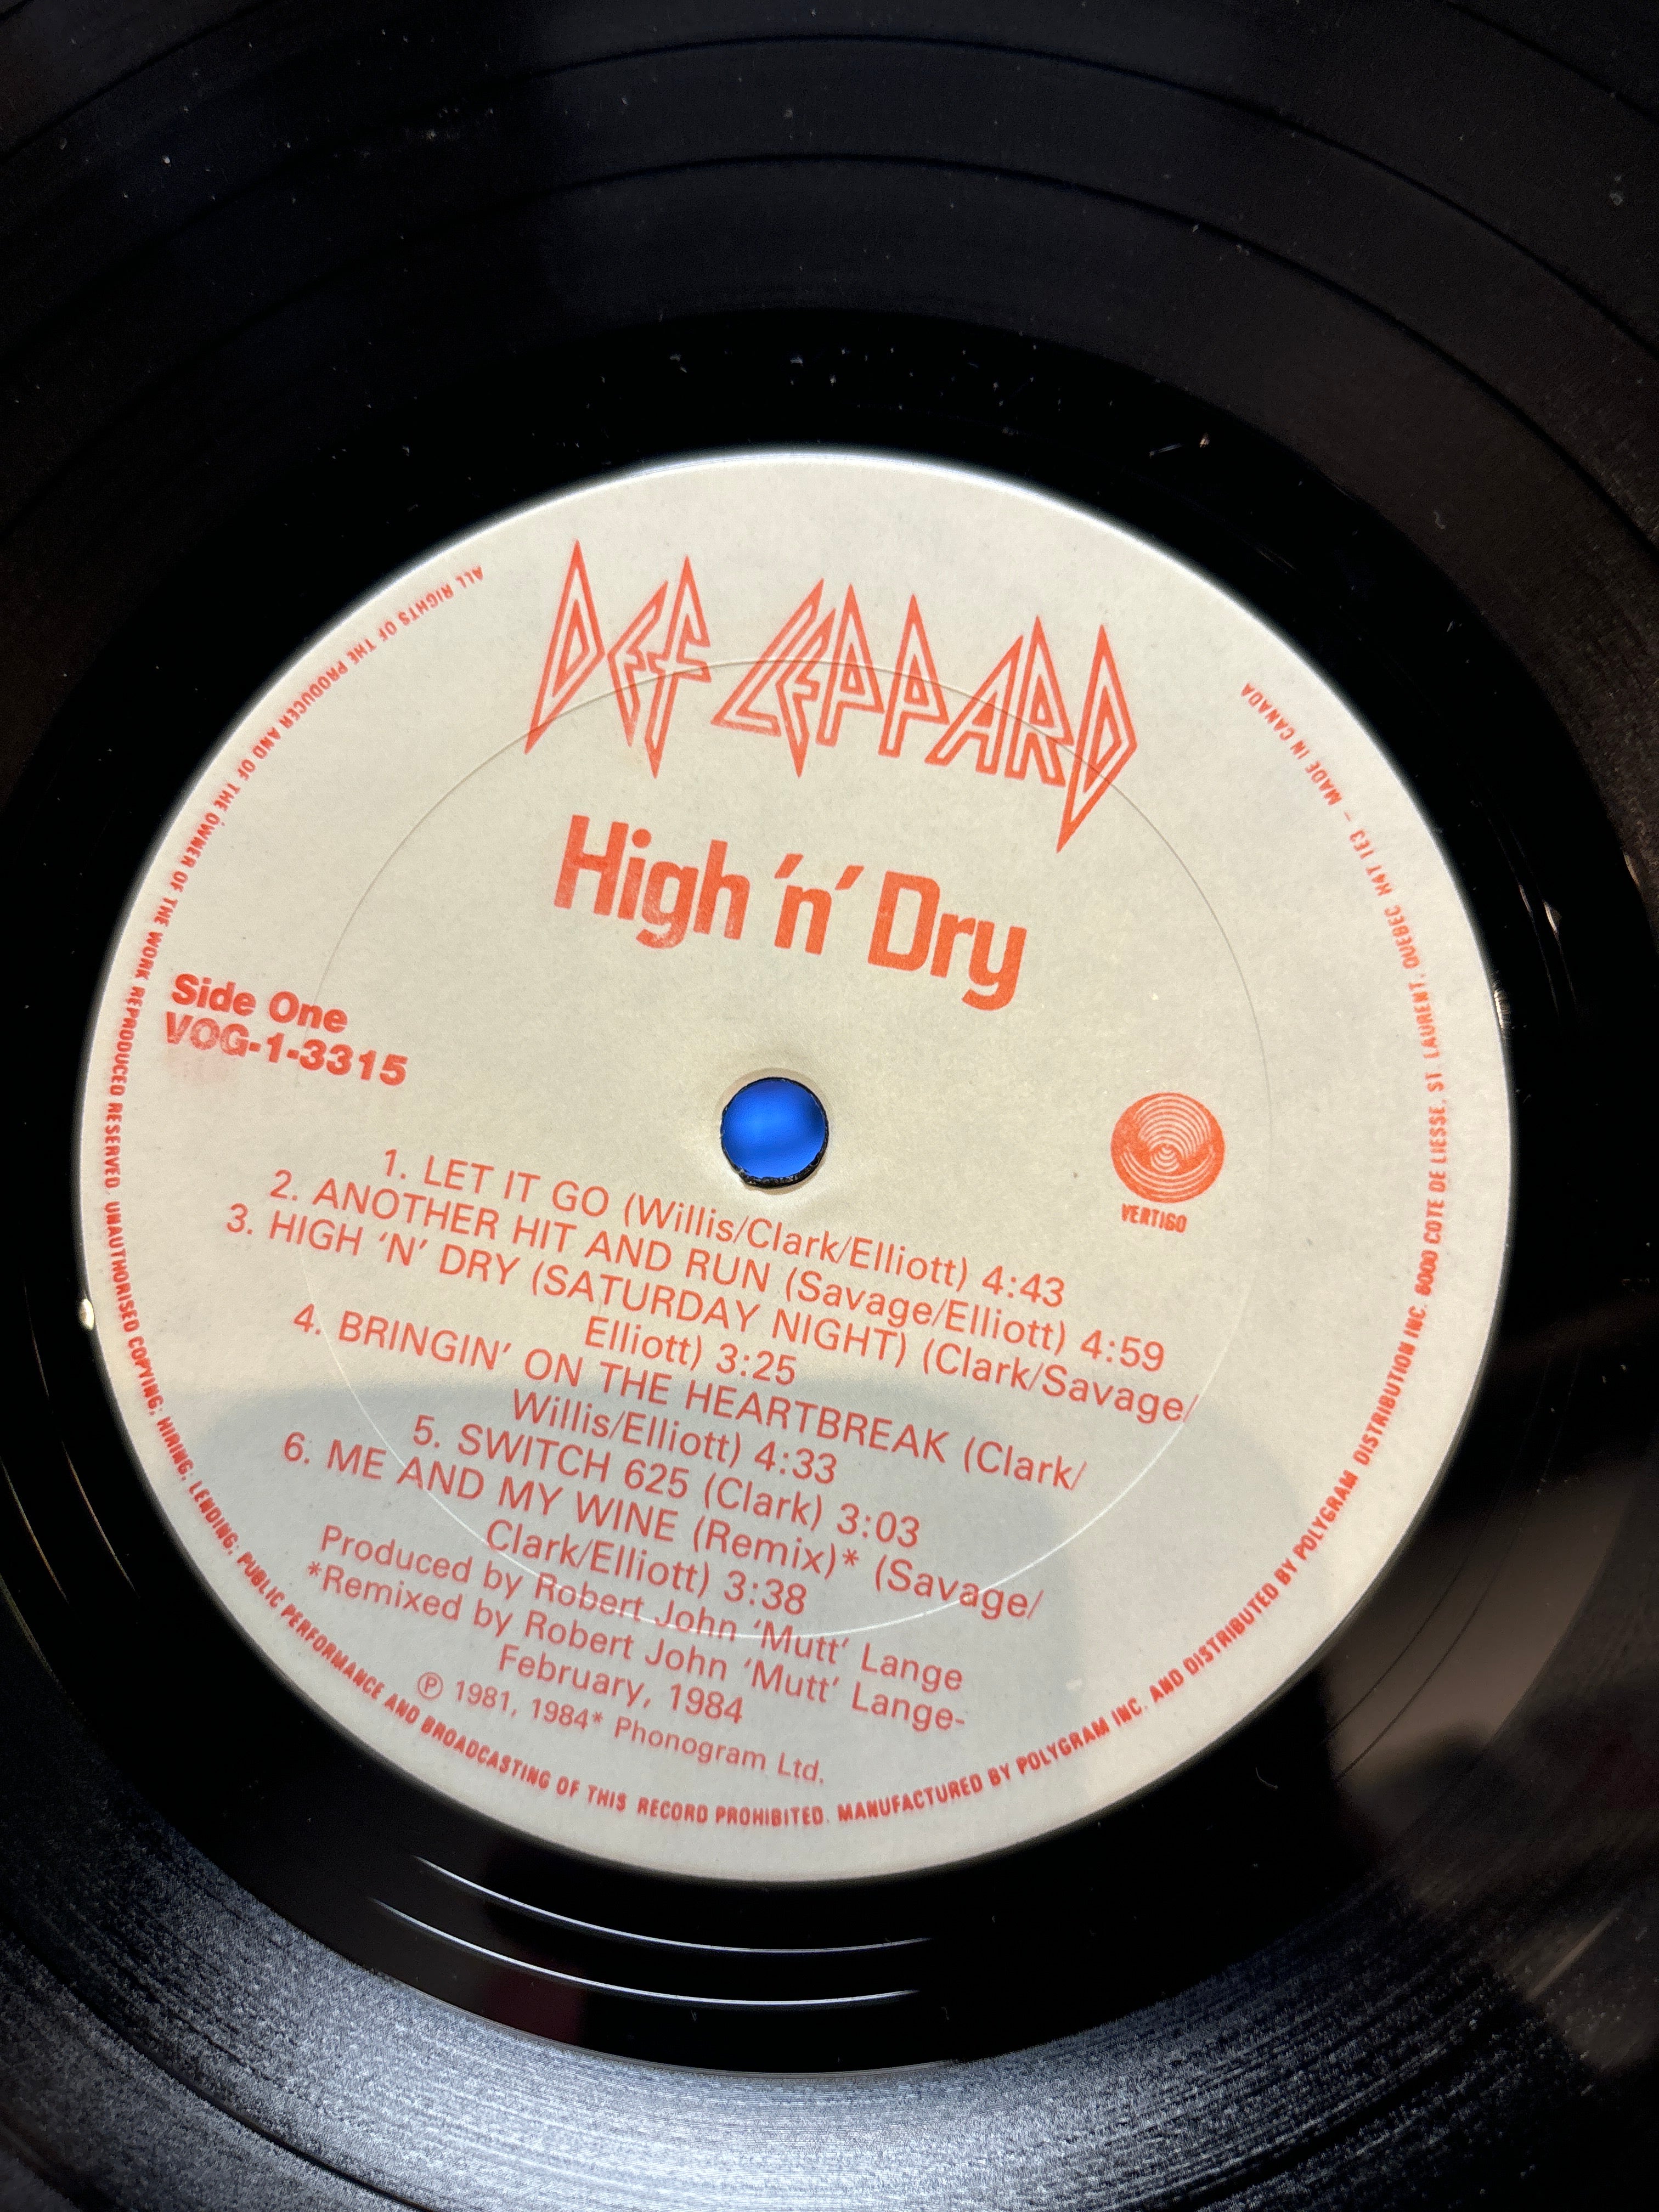 DEF LEPPARD
High 'n' Dry
Side One
VOG-1-3315
VERTIGO
1. LET IT GO (Willis/Clark/Elliott) 4:43
2. ANOTHER HIT AND RUN (Savage/Elliott) 4:59
3. HIGH 'N' DRY (SATURDAY NIGHT) (Clark/Savage/
Elliott) 3:25
4. BRINGIN' ON THE HEARTBREAK (Clark/
Willis/Elliott) 4:33
5. SWITCH 625 (Clark) 3:03
6. ME AND MY WINE (Remix)* (Savage/
Clark/Elliott) 3:38
Produced by Robert John 'Mutt' Lange
*Remixed by Robert John 'Mutt' Lange-
February, 1984
℗ 1981, 1984* Phonogram Ltd.
ALL RIGHTS OF THE PRODUCER AND OF THE OWNER OF THE WORK REPRODUCED RESERVED. UNAUTHORISED COPYING; HIRING; LENDING; PUBLIC PERFORMANCE AND BROADCASTING OF THIS RECORD PROHIBITED. MANUFACTURED BY POLYGRAM INC. AND DISTRIBUTED BY POLYGRAM DISTRIBUTION INC. 6000 COTE DE LIESSE, ST. LAURENT; QUEBEC H4T 1E3 – MADE IN CANADA